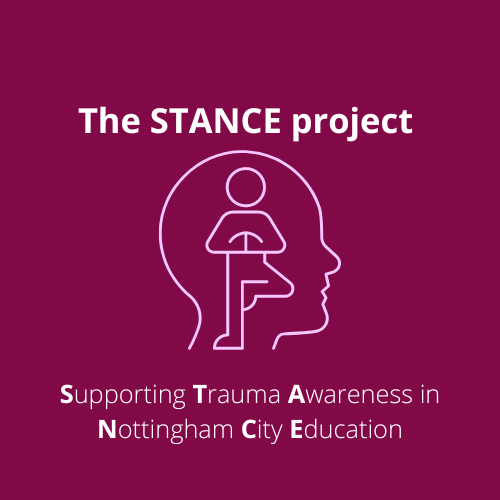 The STANCE project
Supporting Trauma Awareness in
Nottingham City Education